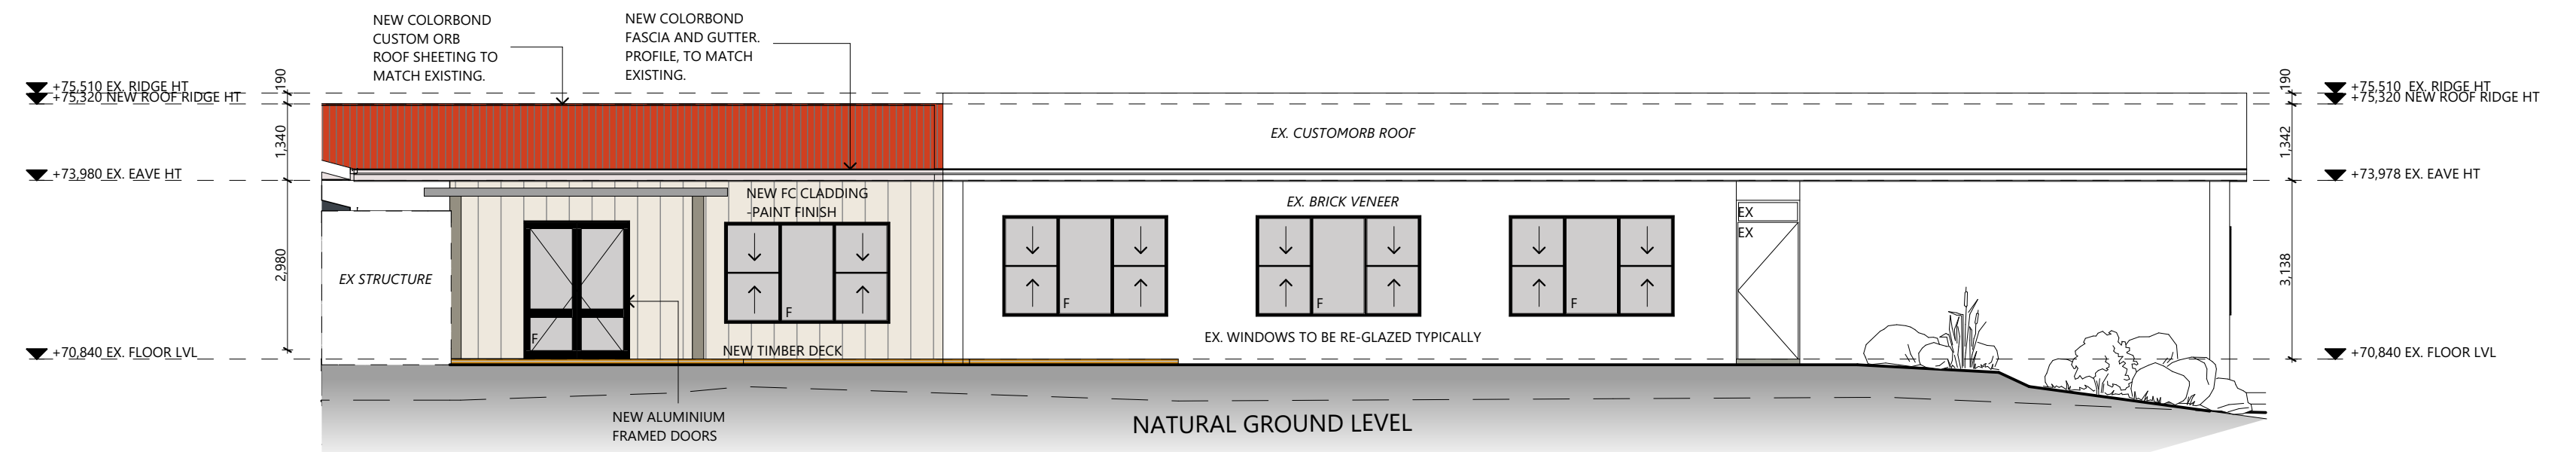 NEW COLORBOND
CUSTOM ORB
ROOF SHEETING TO
MATCH EXISTING.
NEW COLORBOND
FASCIA AND GUTTER.
PROFILE, TO MATCH
EXISTING.
+75,510 EX. RIDGE HT
+75,320 NEW ROOF RIDGE HT
190
190
+75,510 EX. RIDGE HT
+75,320 NEW ROOF RIDGE HT
1,340
EX. CUSTOMORB ROOF
1,342
+73,980 EX. EAVE HT
+73,978 EX. EAVE HT
NEW FC CLADDING
-PAINT FINISH
EX. BRICK VENEER
EX
EX
2,980
EX STRUCTURE
3,138
F
F
F
F
F
EX. WINDOWS TO BE RE-GLAZED TYPICALLY
NEW TIMBER DECK
+70,840 EX. FLOOR LVL
+70,840 EX. FLOOR LVL
NEW ALUMINIUM
FRAMED DOORS
NATURAL GROUND LEVEL